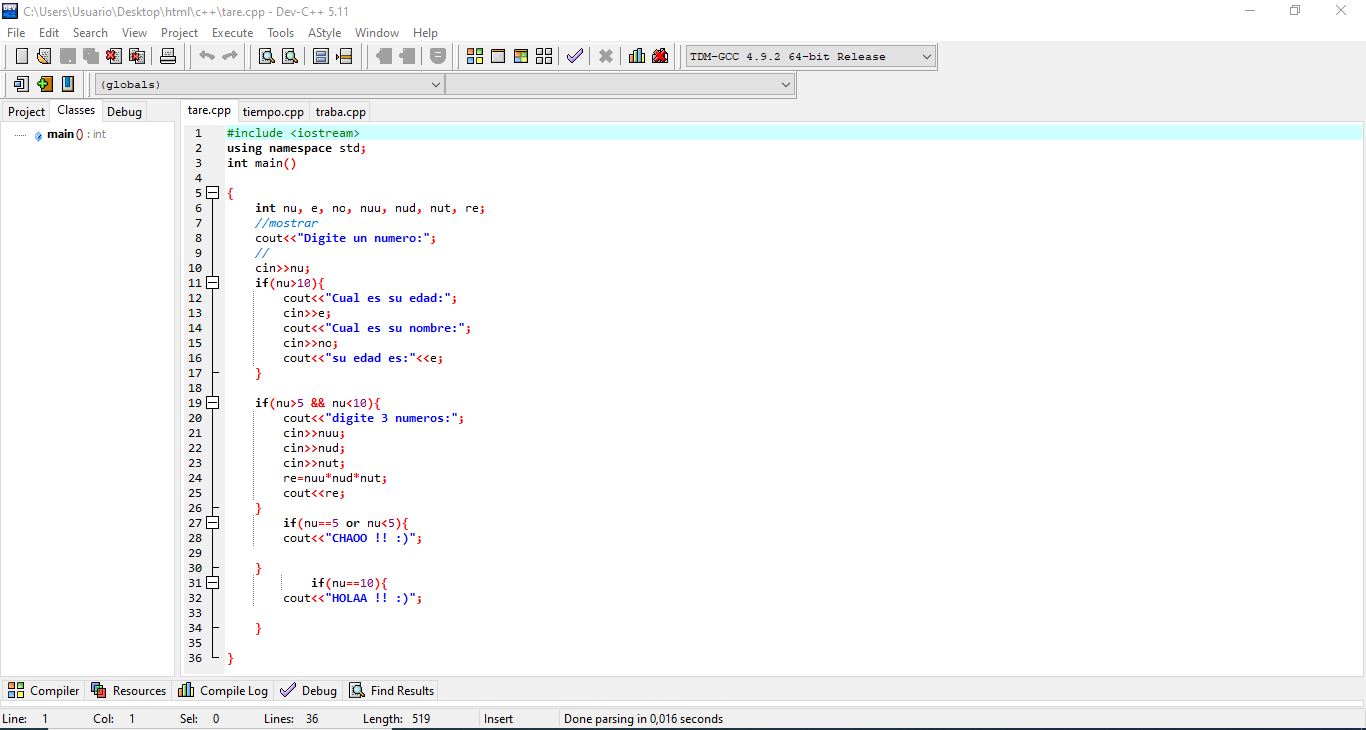 C:\Users\Usuario\Desktop\html\c++\tare.cpp - Dev-C++ 5.11
File Edit Search View Project Execute Tools AStyle Window Help
TDM-GCC 4.9.2 64-bit Release
(globals)
Project Classes Debug
tare.cpp tiempo.cpp traba.cpp
main () : int
1 #include <iostream>
2 using namespace std;
3 int main()
4
5 {
6 int nu, e, no, nuu, nud, nut, re;
7 //mostrar
8 cout<<"Digite un numero:";
9 //
10 cin>>nu;
11 if(nu>10){
12 cout<<"Cual es su edad:";
13 cin>>e;
14 cout<<"Cual es su nombre:";
15 cin>>no;
16 cout<<"su edad es:"<<e;
17 }
18
19 if(nu>5 && nu<10){
20 cout<<"digite 3 numeros:";
21 cin>>nuu;
22 cin>>nud;
23 cin>>nut;
24 re=nuu*nud*nut;
25 cout<<re;
26 }
27 if(nu==5 or nu<5){
28 cout<<"CHAOO !! :)";
29
30 }
31 if(nu==10){
32 cout<<"HOLAA !! :)";
33
34 }
35
36 }
Compiler Resources Compile Log Debug Find Results
Line: 1 Col: 1 Sel: 0 Lines: 36 Length: 519 Insert Done parsing in 0,016 seconds